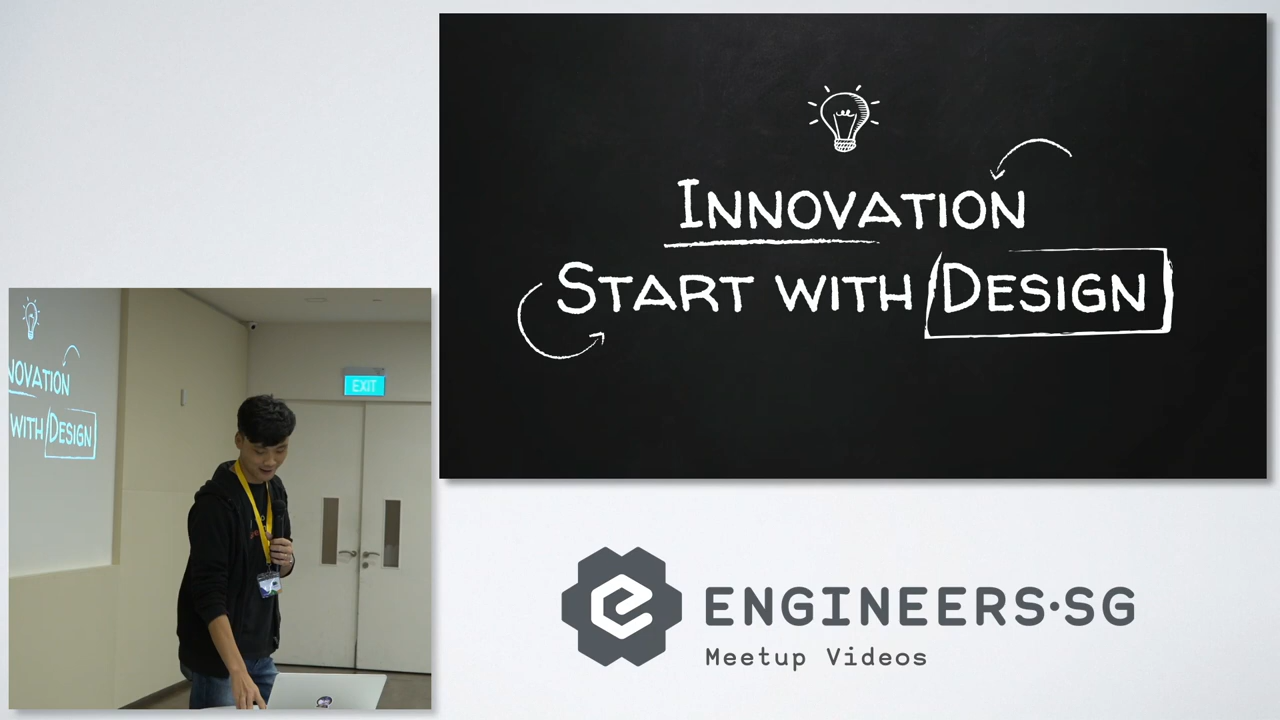 INNOVATION
START WITH DESIGN
NOVATION
WITH DESIGN
EXIT
ENGINEERS·SG
Meetup Videos